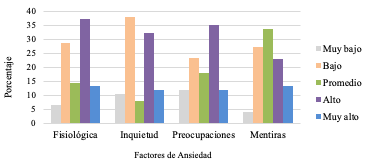 Porcentaje
40
35
30
25
20
15
10
5
0
Fisiológica Inquietud Preocupaciones Mentiras
Factores de Ansiedad
Muy bajo
Bajo
Promedio
Alto
Muy alto